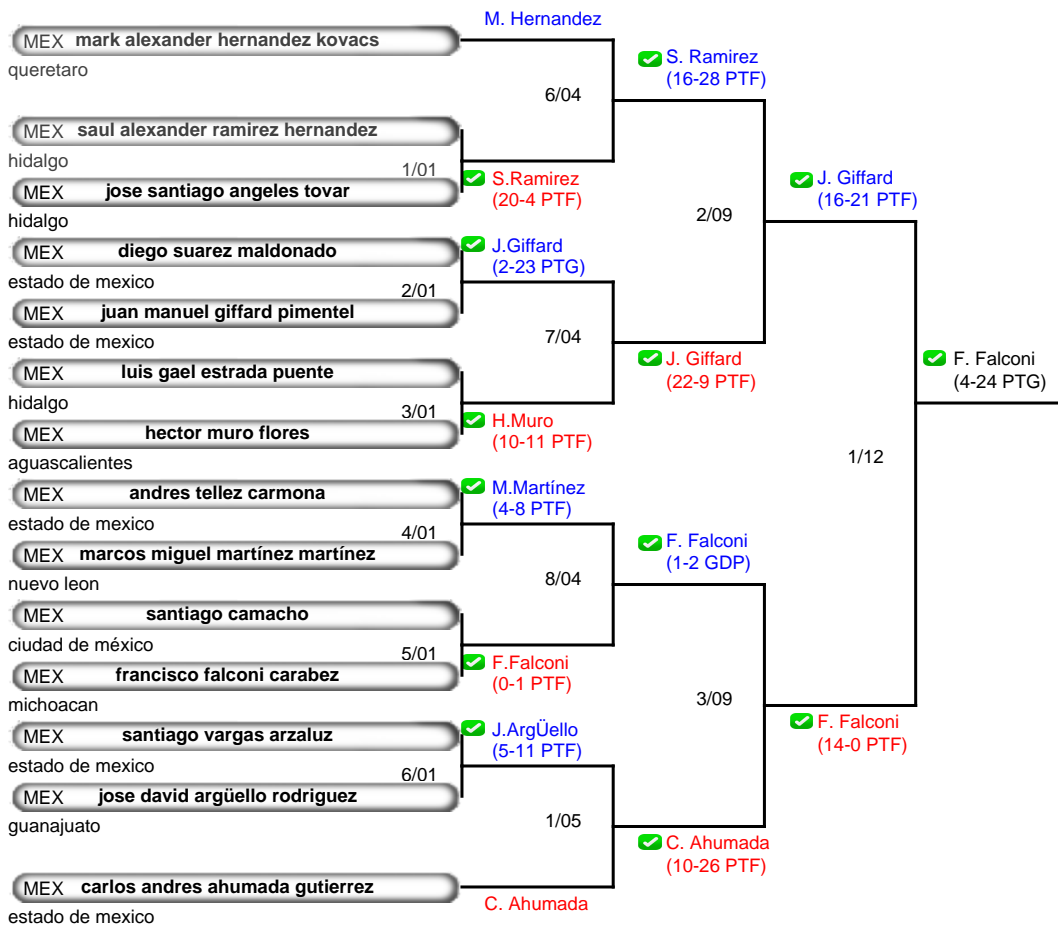 M. Hernandez
MEX mark alexander hernandez kovacs
queretaro
S. Ramirez
(16-28 PTF)
6/04
MEX saul alexander ramirez hernandez
hidalgo
1/01
MEX jose santiago angeles tovar
hidalgo
S.Ramirez
(20-4 PTF)
J. Giffard
(16-21 PTF)
2/09
MEX diego suarez maldonado
estado de mexico
J.Giffard
(2-23 PTG)
2/01
MEX juan manuel giffard pimentel
estado de mexico
7/04
J. Giffard
(22-9 PTF)
MEX luis gael estrada puente
hidalgo
3/01
MEX hector muro flores
aguascalientes
H.Muro
(10-11 PTF)
F. Falconi
(4-24 PTG)
1/12
MEX andres tellez carmona
estado de mexico
M.Martínez
(4-8 PTF)
4/01
MEX marcos miguel martínez martínez
nuevo leon
F. Falconi
(1-2 GDP)
8/04
MEX santiago camacho
ciudad de méxico
5/01
MEX francisco falconi carabez
michoacan
F.Falconi
(0-1 PTF)
3/09
F. Falconi
(14-0 PTF)
MEX santiago vargas arzaluz
estado de mexico
J.ArgÜello
(5-11 PTF)
6/01
MEX jose david argüello rodriguez
guanajuato
1/05
C. Ahumada
(10-26 PTF)
MEX carlos andres ahumada gutierrez
estado de mexico
C. Ahumada